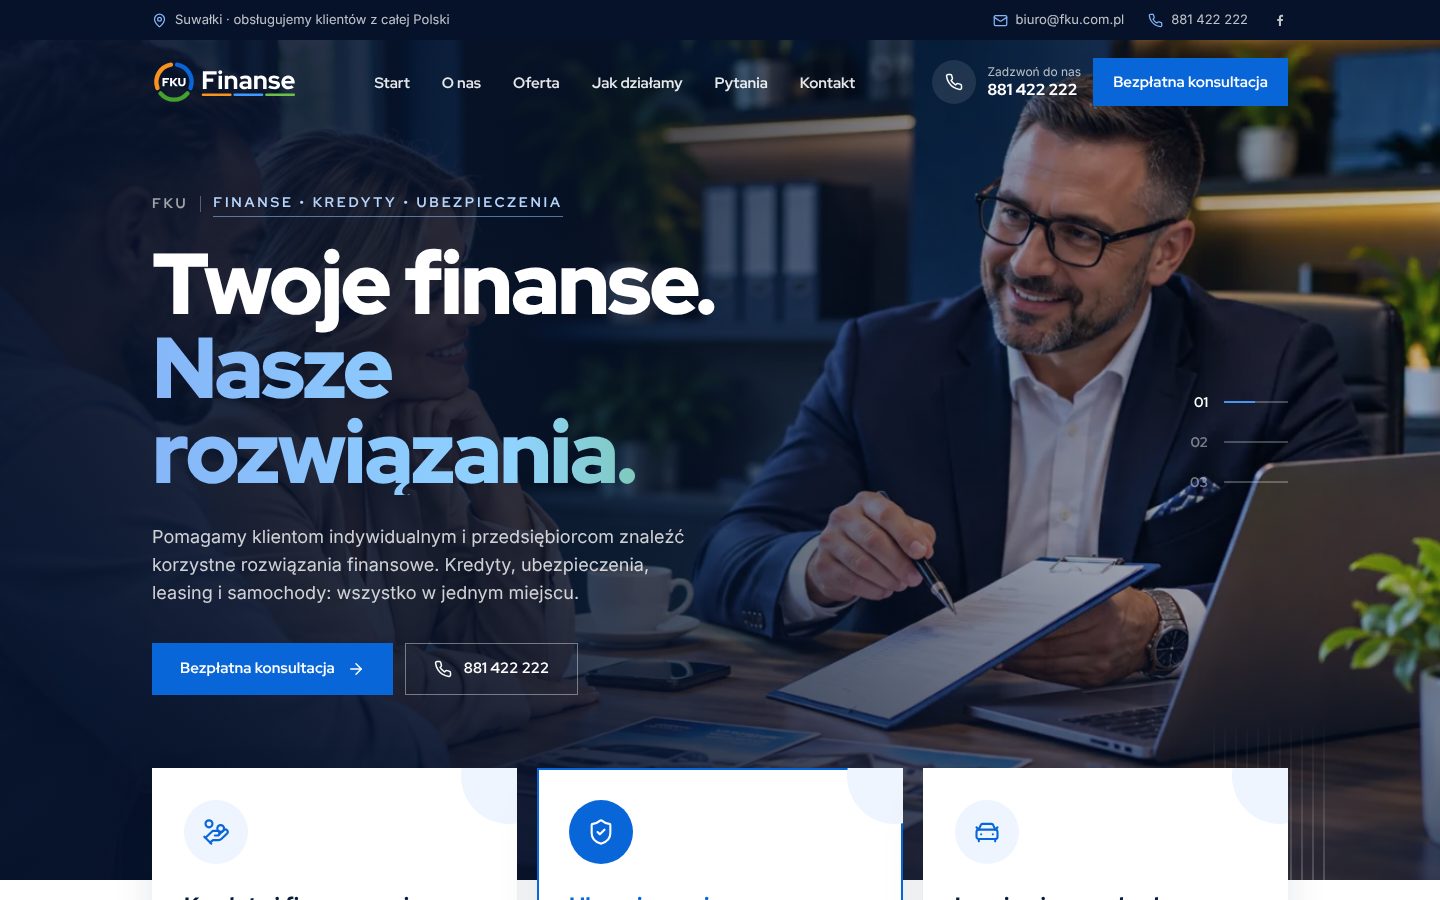 Suwałki · obsługujemy klientów z całej Polski
biuro@fku.com.pl
881 422 222
FKU Finanse
Start
O nas
Oferta
Jak działamy
Pytania
Kontakt
Zadzwoń do nas
881 422 222
Bezpłatna konsultacja
FKU
FINANSE • KREDYTY • UBEZPIECZENIA
Twoje finanse.
Nasze
rozwiązania.
01
02
03
Pomagamy klientom indywidualnym i przedsiębiorcom znaleźć
korzystne rozwiązania finansowe. Kredyty, ubezpieczenia,
leasing i samochody: wszystko w jednym miejscu.
Bezpłatna konsultacja
881 422 222